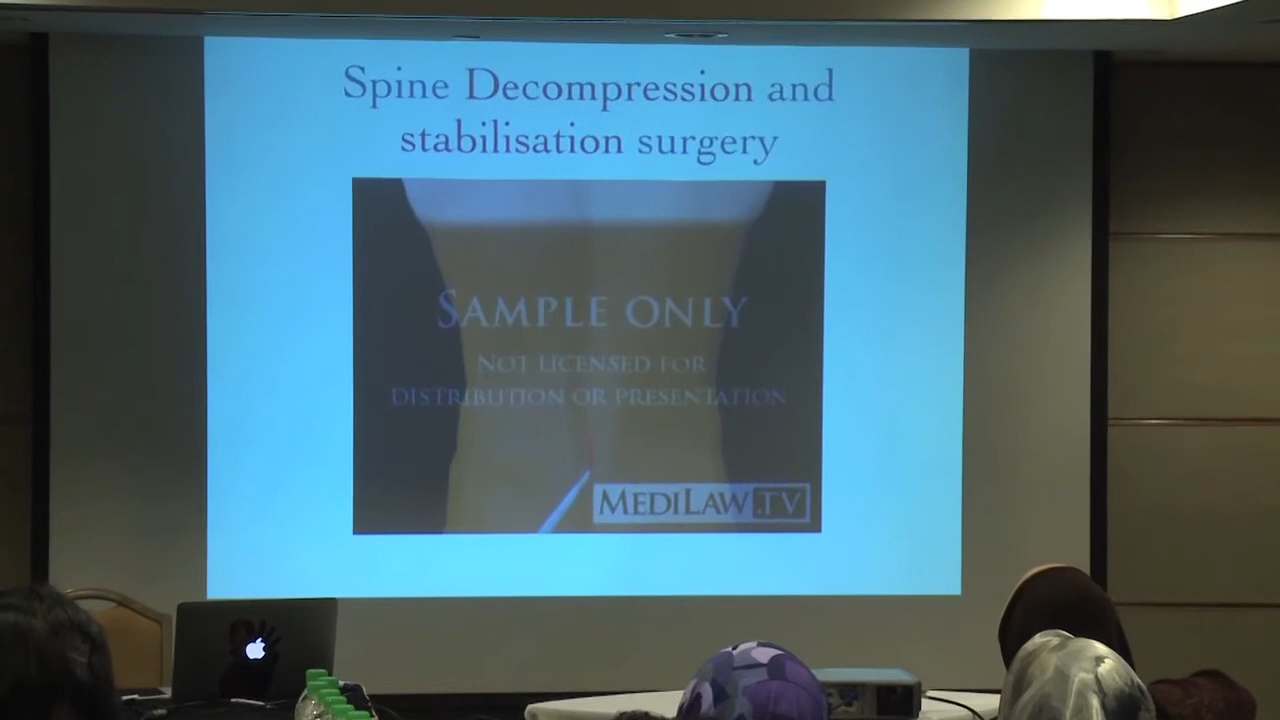 Spine Decompression and
stabilisation surgery
SAMPLE ONLY
NOT LICENSED FOR
DISTRIBUTION OR PRESENTATION
MEDILAW.TV